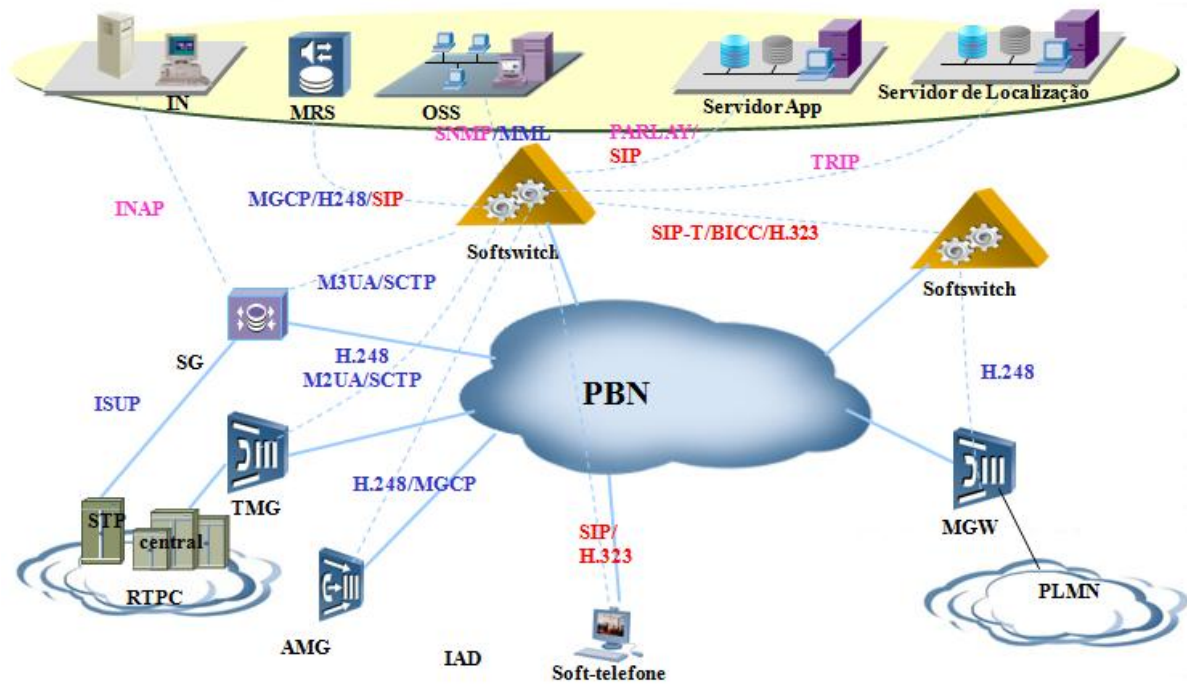 IN
MRS
OSS
Servidor App
Servidor de Localização
SNMP/MML
PARLAY/
SIP
TRIP
INAP
MGCP/H248/SIP
SIP-T/BICC/H.323
Softswitch
Softswitch
M3UA/SCTP
SG
H.248
M2UA/SCTP
H.248
PBN
ISUP
TMG
H.248/MGCP
MGW
STP
central
SIP/
H.323
RTPC
PLMN
AMG
IAD
Soft-telefone